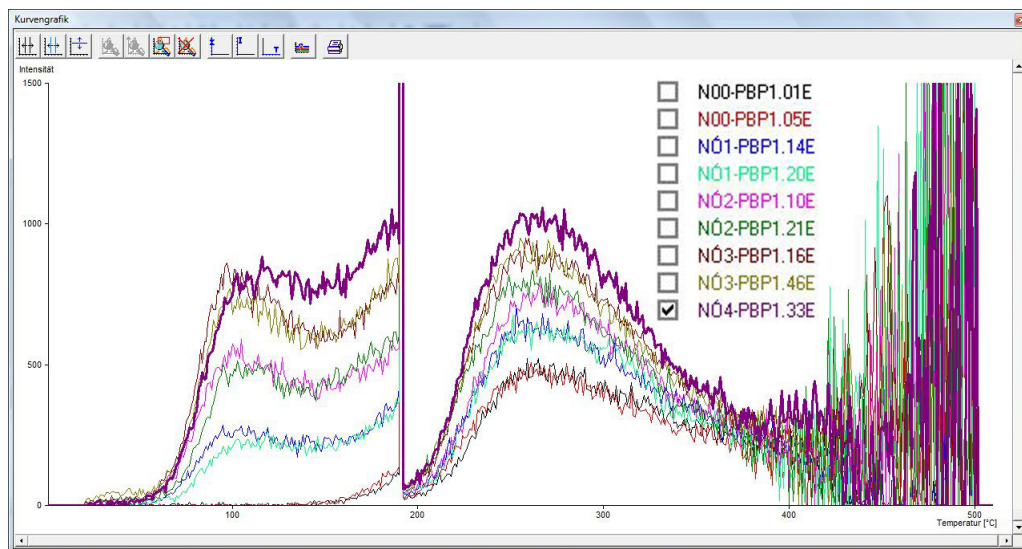 Kurvengrafik
Intensität
1500
N00-PBP1.01E
N00-PBP1.05E
NÓ1-PBP1.14E
NÓ1-PBP1.20E
1000
NÓ2-PBP1.10E
NÓ2-PBP1.21E
NÓ3-PBP1.16E
NÓ3-PBP1.46E
NÓ4-PBP1.33E
500
0
100
200
300
400
500
Temperatur [°C]